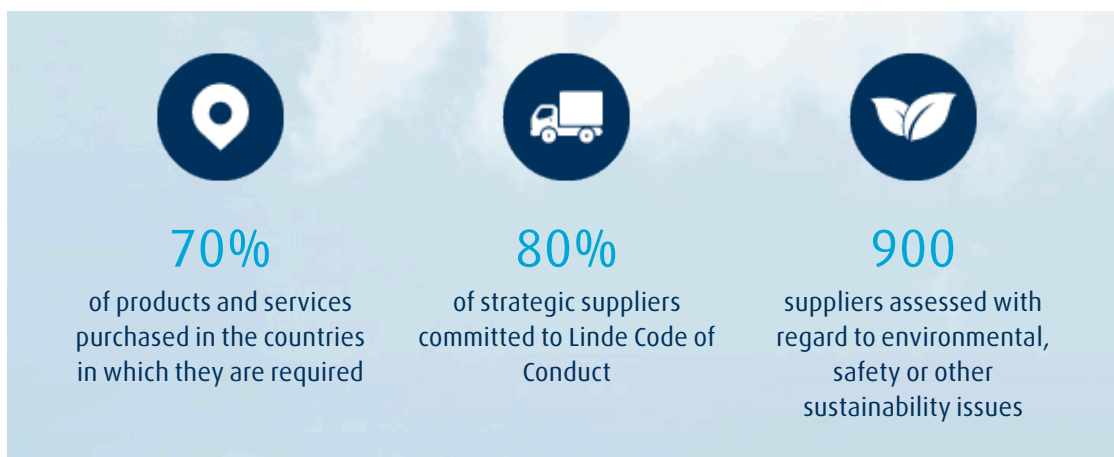 70%
of products and services
purchased in the countries
in which they are required
80%
of strategic suppliers
committed to Linde Code of
Conduct
900
suppliers assessed with
regard to environmental,
safety or other
sustainability issues